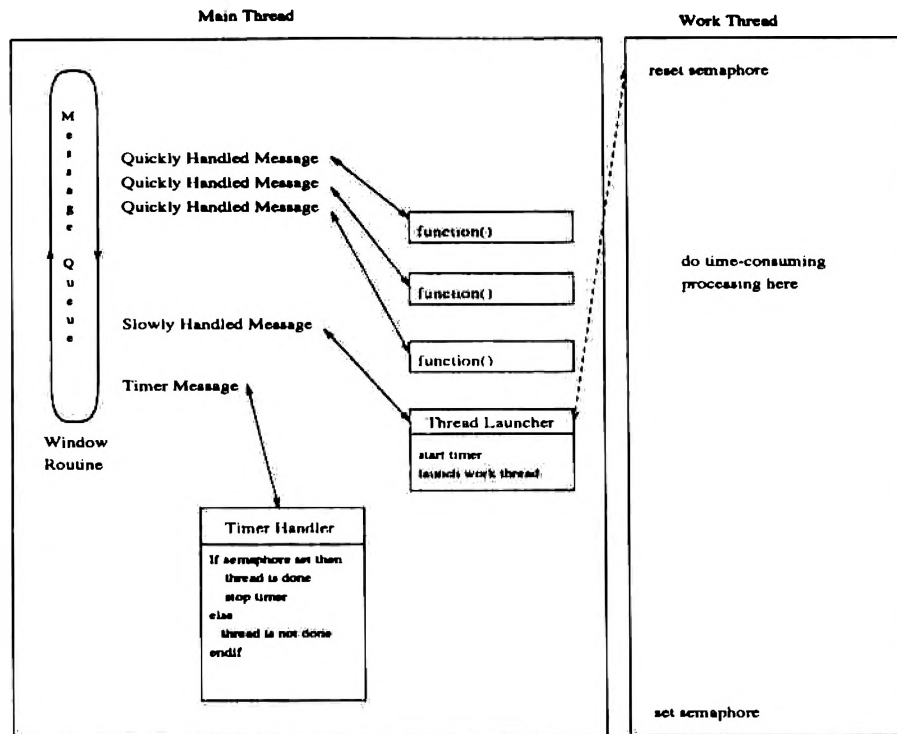 Main Thread
Work Thread
Message Queue
Window
Routine
Quickly Handled Message
Quickly Handled Message
Quickly Handled Message
Slowly Handled Message
Timer Message
function()
function()
function()
Thread Launcher
start timer
launch work thread
Timer Handler
If semaphore set then
thread is done
stop timer
else
thread is not done
endif
reset semaphore
do time-consuming
processing here
set semaphore